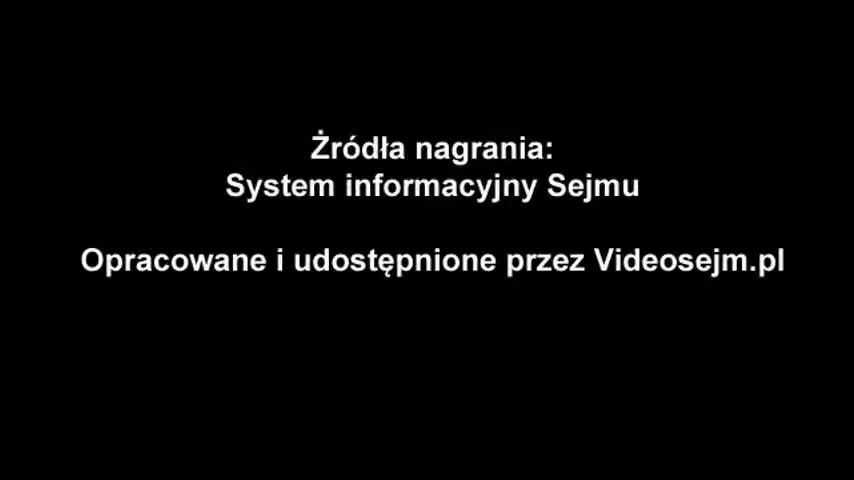 Żródła nagrania:
System informacyjny Sejmu
Opracowane i udostępnione przez Videosejm.pl